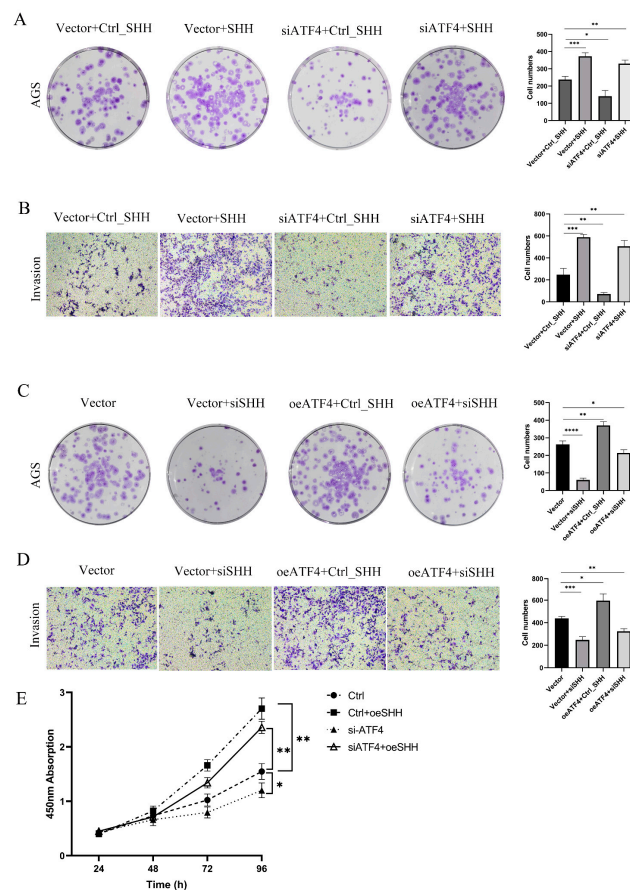 A
Vector+Ctrl_SHH
Vector+SHH
siATF4+Ctrl_SHH
siATF4+SHH
AGS
Cell numbers
400
300
200
100
0
**
*
***
Vector+Ctrl_SHH
Vector+SHH
siATF4+Ctrl_SHH
siATF4+SHH
B
Vector+Ctrl_SHH
Vector+SHH
siATF4+Ctrl_SHH
siATF4+SHH
Invasion
Cell numbers
800
600
400
200
0
**
**
***
Vector+Ctrl_SHH
Vector+SHH
siATF4+Ctrl_SHH
siATF4+SHH
C
Vector
Vector+siSHH
oeATF4+Ctrl_SHH
oeATF4+siSHH
AGS
Cell numbers
400
300
200
100
0
*
**
****
Vector
Vector+siSHH
oeATF4+Ctrl_SHH
oeATF4+siSHH
D
Vector
Vector+siSHH
oeATF4+Ctrl_SHH
oeATF4+siSHH
Invasion
Cell numbers
800
600
400
200
0
**
*
***
Vector
Vector+siSHH
oeATF4+Ctrl_SHH
oeATF4+siSHH
E
450nm Absorption
3
2
1
0
24
48
72
96
Time (h)
Ctrl
Ctrl+oeSHH
si-ATF4
siATF4+oeSHH
**
**
*